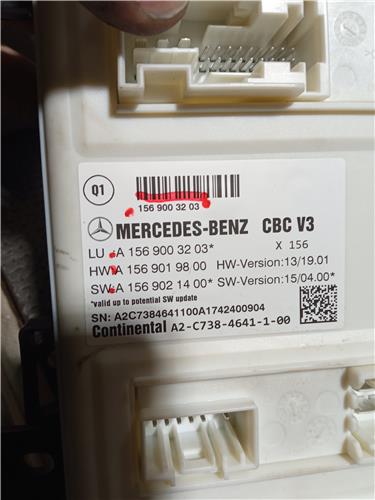 Q1
156 900 32 03
MERCEDES-BENZ CBC V3
LU : A 156 900 32 03* X 156
HW : A 156 901 98 00 HW-Version: 13/19.01
SW : A 156 902 14 00* SW-Version: 15/04.00*
*valid up to potential SW update
SN: A2C7384641100A1742400904
Continental A2-C738-4641-1-00